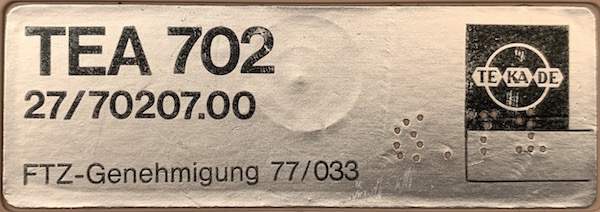 TEA 702
27/70207.00
TE KA DE
FTZ-Genehmigung 77/033